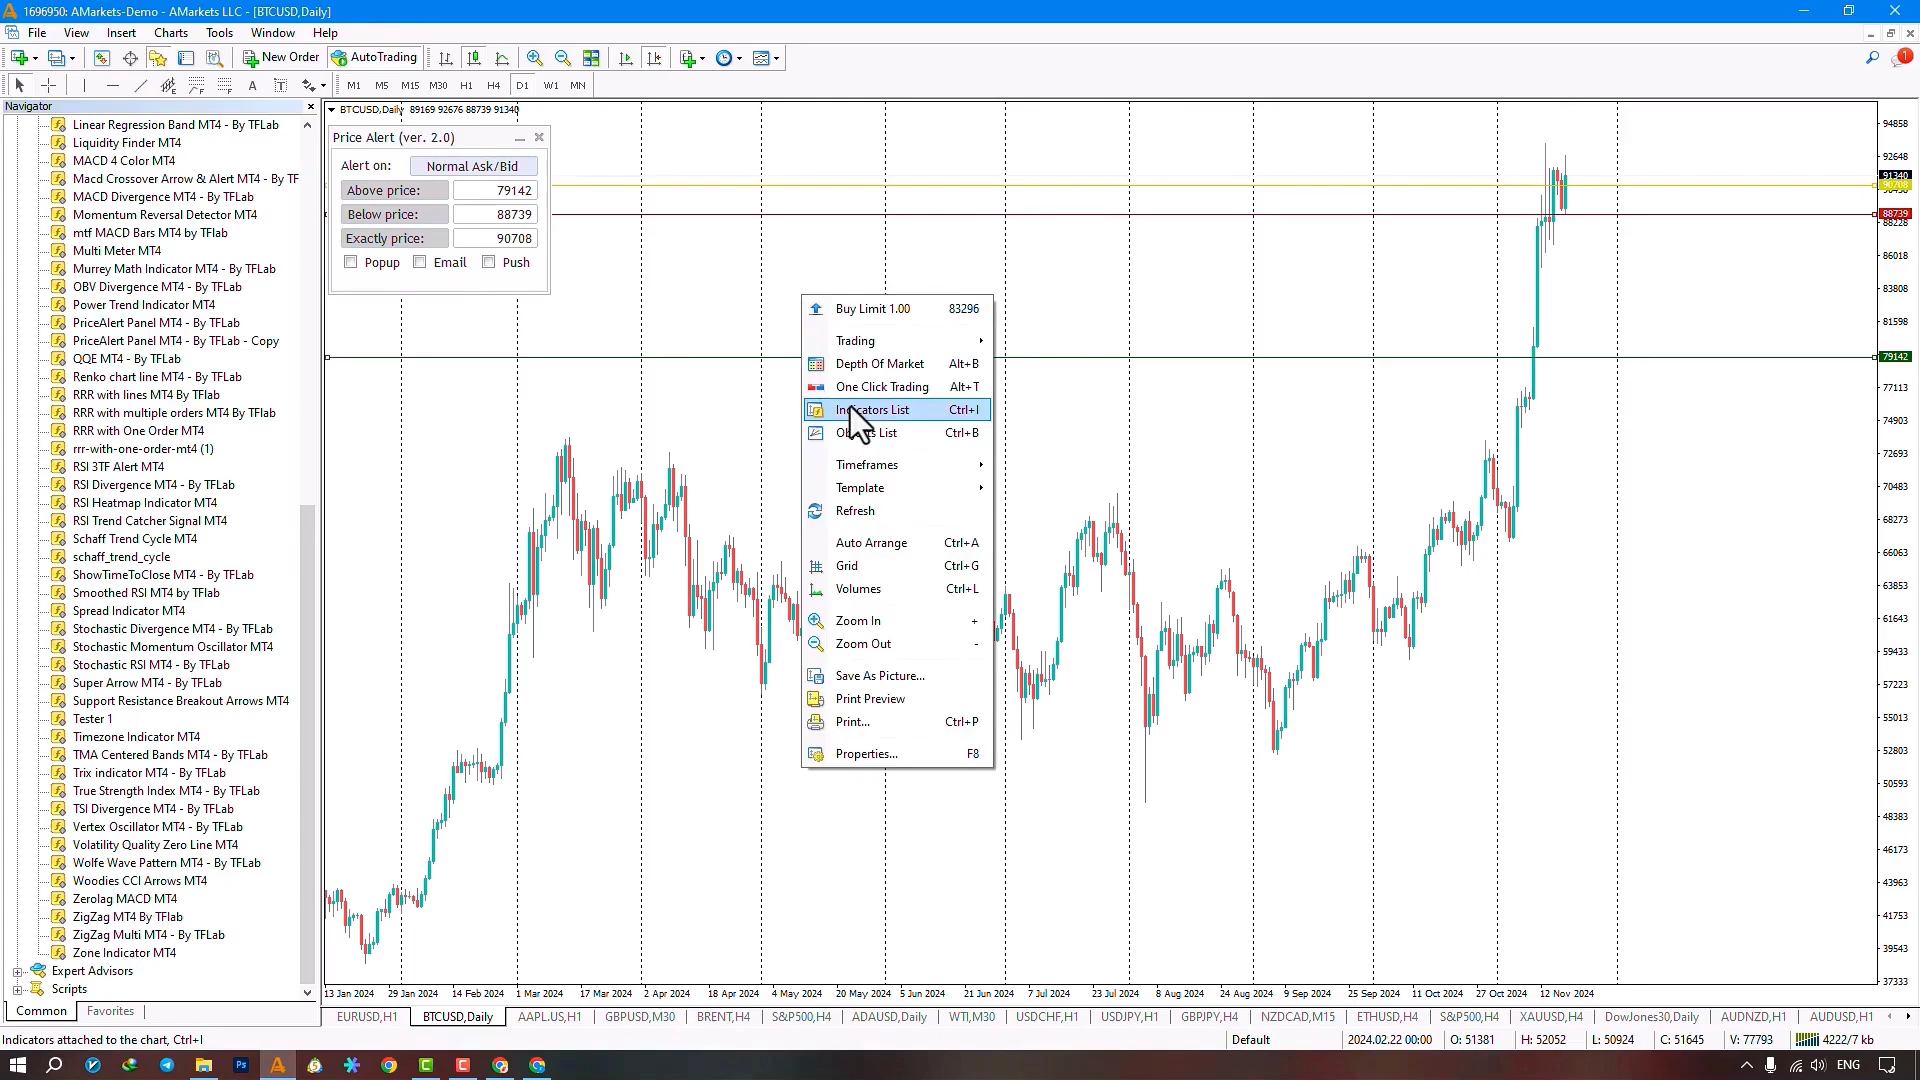 1696950: AMarkets-Demo - AMarkets LLC - [BTCUSD,Daily]
File View Insert Charts Tools Window Help
New Order AutoTrading
1
A T M1 M5 M15 M30 H1 H4 D1 W1 MN
Navigator
Linear Regression Band MT4 - By TFLab
Liquidity Finder MT4
MACD 4 Color MT4
Macd Crossover Arrow & Alert MT4 - By TF
MACD Divergence MT4 - By TFLab
Momentum Reversal Detector MT4
mtf MACD Bars MT4 by TFlab
Multi Meter MT4
Murrey Math Indicator MT4 - By TFLab
OBV Divergence MT4 - By TFLab
Power Trend Indicator MT4
PriceAlert Panel MT4 - By TFLab
PriceAlert Panel MT4 - By TFLab - Copy
QQE MT4 - By TFLab
Renko chart line MT4 - By TFLab
RRR with lines MT4 By TFLab
RRR with multiple orders MT4 By TFLab
RRR with One Order MT4
rrr-with-one-order-mt4 (1)
RSI 3TF Alert MT4
RSI Divergence MT4 - By TFLab
RSI Heatmap Indicator MT4
RSI Trend Catcher Signal MT4
Schaff Trend Cycle MT4
schaff_trend_cycle
ShowTimeToClose MT4 - By TFLab
Smoothed RSI MT4 by TFlab
Spread Indicator MT4
Stochastic Divergence MT4 - By TFLab
Stochastic Momentum Oscillator MT4
Stochastic RSI MT4 - By TFLab
Super Arrow MT4 - By TFLab
Support Resistance Breakout Arrows MT4
Tester 1
Timezone Indicator MT4
TMA Centered Bands MT4 - By TFLab
Trix indicator MT4 - By TFLab
True Strength Index MT4 - By TFLab
TSI Divergence MT4 - By TFLab
Vertex Oscillator MT4 - By TFLab
Volatility Quality Zero Line MT4
Wolfe Wave Pattern MT4 - By TFLab
Woodies CCI Arrows MT4
Zerolag MACD MT4
ZigZag MT4 By TFlab
ZigZag Multi MT4 - By TFLab
Zone Indicator MT4
Expert Advisors
Scripts
Common Favorites
BTCUSD,Daily 89169 92676 88739 91340
Price Alert (ver. 2.0)
Alert on: Normal Ask/Bid
Above price: 79142
Below price: 88739
Exactly price: 90708
Popup Email Push
Buy Limit 1.00 83296
Trading
Depth Of Market Alt+B
One Click Trading Alt+T
Indicators List Ctrl+I
List Ctrl+B
Timeframes
Template
Refresh
Auto Arrange Ctrl+A
Grid Ctrl+G
Volumes Ctrl+L
Zoom In +
Zoom Out -
Save As Picture...
Print Preview
Print... Ctrl+P
Properties... F8
94858
92648
91340
90708
88739
88228
86018
83808
81598
79142
77113
74903
72693
70483
68273
66063
63853
61643
59433
57223
55013
52803
50593
48383
46173
43963
41753
39543
37333
13 Jan 2024 29 Jan 2024 14 Feb 2024 1 Mar 2024 17 Mar 2024 2 Apr 2024 18 Apr 2024 4 May 2024 20 May 2024 5 Jun 2024 21 Jun 2024 7 Jul 2024 23 Jul 2024 8 Aug 2024 24 Aug 2024 9 Sep 2024 25 Sep 2024 11 Oct 2024 27 Oct 2024 12 Nov 2024
EURUSD,H1 BTCUSD,Daily AAPL.US,H1 GBPUSD,M30 BRENT,H4 S&P500,H4 ADAUSD,Daily WTI,M30 USDCHF,H1 USDJPY,H1 GBPJPY,H4 NZDCAD,M15 ETHUSD,H4 S&P500,H4 XAUUSD,H4 DowJones30,Daily AUDNZD,H1 AUDUSD,H1
Indicators attached to the chart, Ctrl+I Default 2024.02.22 00:00 O: 51381 H: 52052 L: 50924 C: 51645 V: 77793 4222/7 kb
ENG